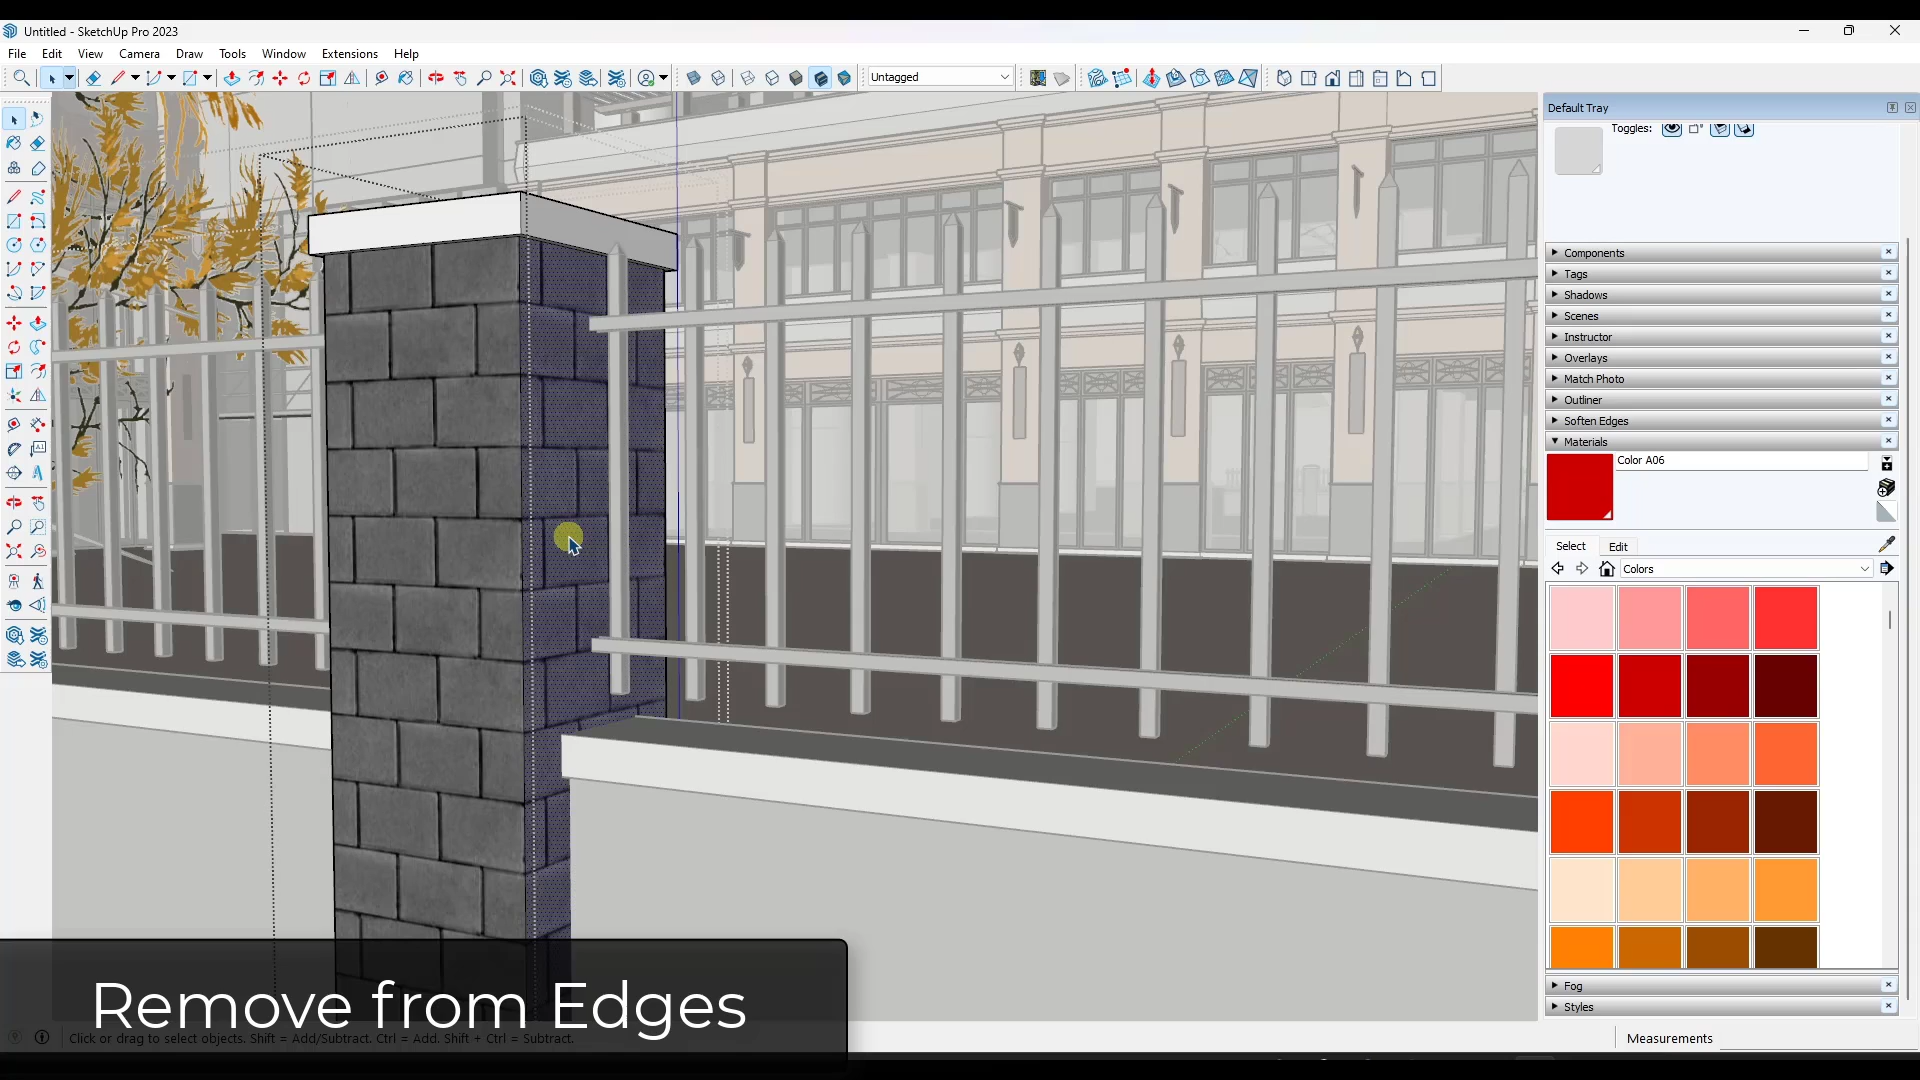 Untitled - SketchUp Pro 2023
File Edit View Camera Draw Tools Window Extensions Help
Untagged
Default Tray
Toggles:
Components
Tags
Shadows
Scenes
Instructor
Overlays
Match Photo
Outliner
Soften Edges
Materials
Color A06
Select Edit
Colors
Fog
Styles
Remove from Edges
Click or drag to select objects. Shift = Add/Subtract. Ctrl = Add. Shift + Ctrl = Subtract.
Measurements